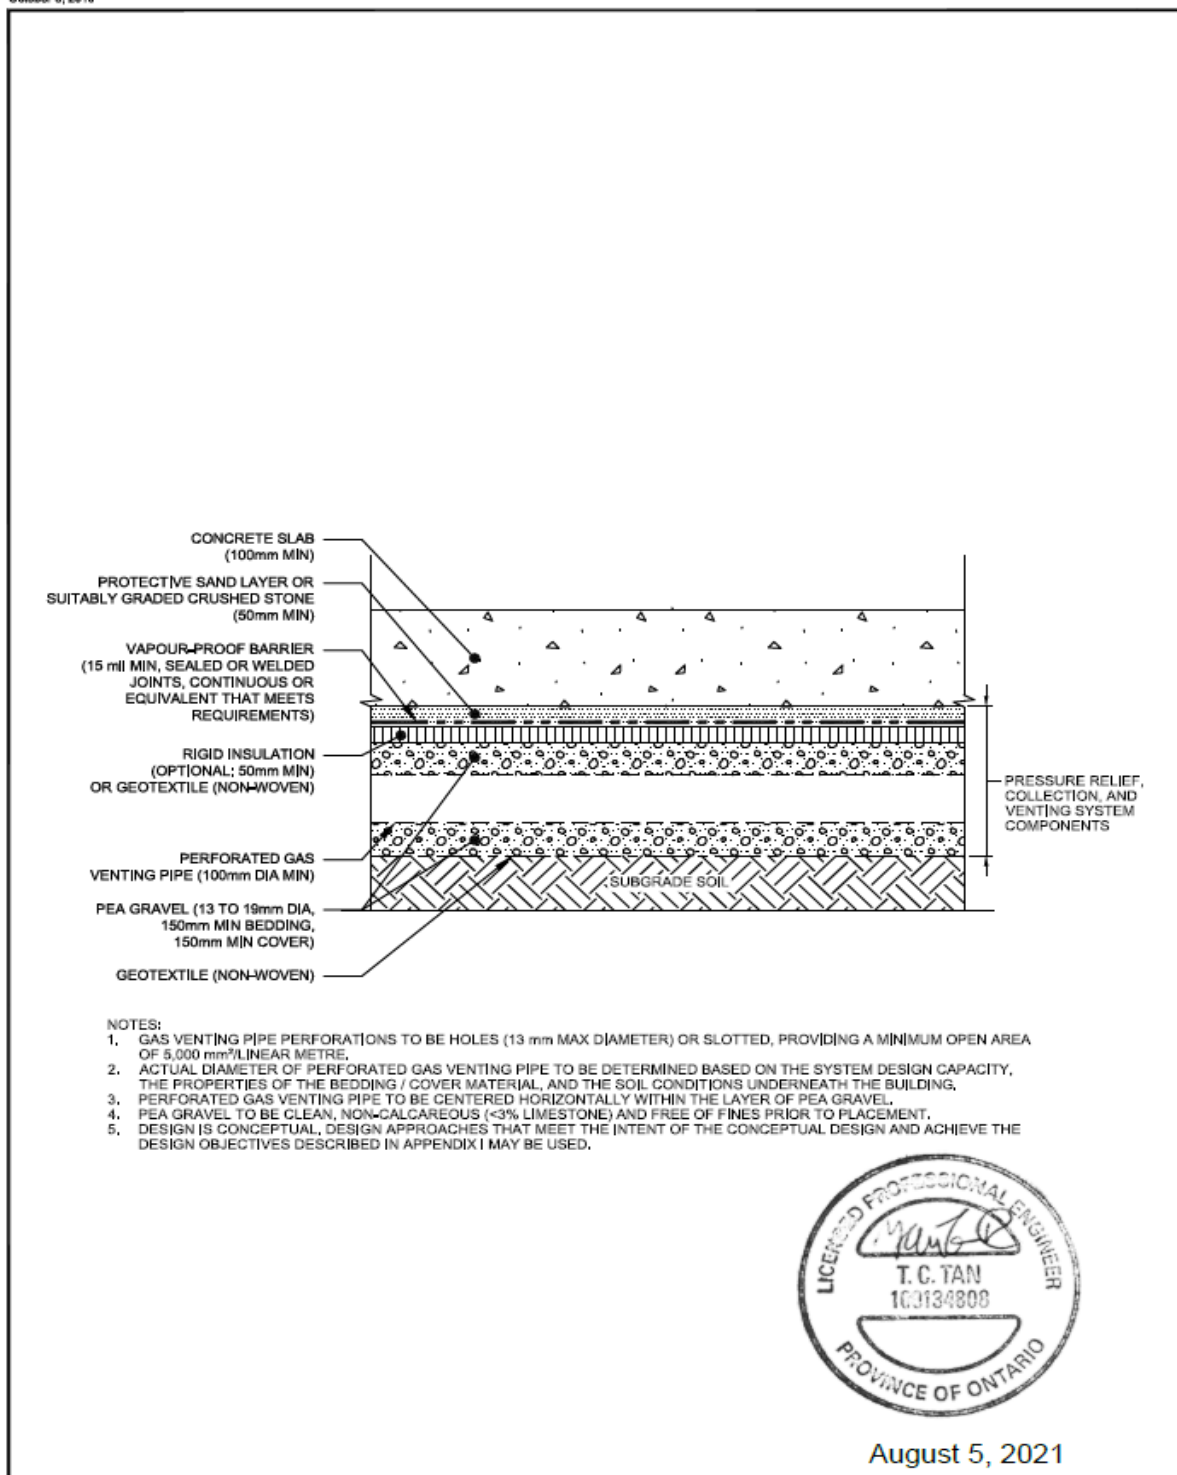 CONCRETE SLAB
(100mm MIN)
PROTECTIVE SAND LAYER OR
SUITABLY GRADED CRUSHED STONE
(50mm MIN)
VAPOUR-PROOF BARRIER
(15 mil MIN, SEALED OR WELDED
JOINTS, CONTINUOUS OR
EQUIVALENT THAT MEETS
REQUIREMENTS)
RIGID INSULATION
(OPTIONAL; 50mm MIN)
OR GEOTEXTILE (NON-WOVEN)
PERFORATED GAS
VENTING PIPE (100mm DIA MIN)
PEA GRAVEL (13 TO 19mm DIA,
150mm MIN BEDDING,
150mm MIN COVER)
GEOTEXTILE (NON-WOVEN)
PRESSURE RELIEF,
COLLECTION, AND
VENTING SYSTEM
COMPONENTS
SUBGRADE SOIL
NOTES:
1. GAS VENTING PIPE PERFORATIONS TO BE HOLES (13 mm MAX DIAMETER) OR SLOTTED, PROVIDING A MINIMUM OPEN AREA
OF 5,000 mm²/LINEAR METRE.
2. ACTUAL DIAMETER OF PERFORATED GAS VENTING PIPE TO BE DETERMINED BASED ON THE SYSTEM DESIGN CAPACITY,
THE PROPERTIES OF THE BEDDING / COVER MATERIAL, AND THE SOIL CONDITIONS UNDERNEATH THE BUILDING.
3. PERFORATED GAS VENTING PIPE TO BE CENTERED HORIZONTALLY WITHIN THE LAYER OF PEA GRAVEL.
4. PEA GRAVEL TO BE CLEAN, NON-CALCAREOUS (<3% LIMESTONE) AND FREE OF FINES PRIOR TO PLACEMENT.
5. DESIGN IS CONCEPTUAL, DESIGN APPROACHES THAT MEET THE INTENT OF THE CONCEPTUAL DESIGN AND ACHIEVE THE
DESIGN OBJECTIVES DESCRIBED IN APPENDIX I MAY BE USED.
LICENSED PROFESSIONAL ENGINEER
T. C. TAN
100134808
PROVINCE OF ONTARIO
August 5, 2021